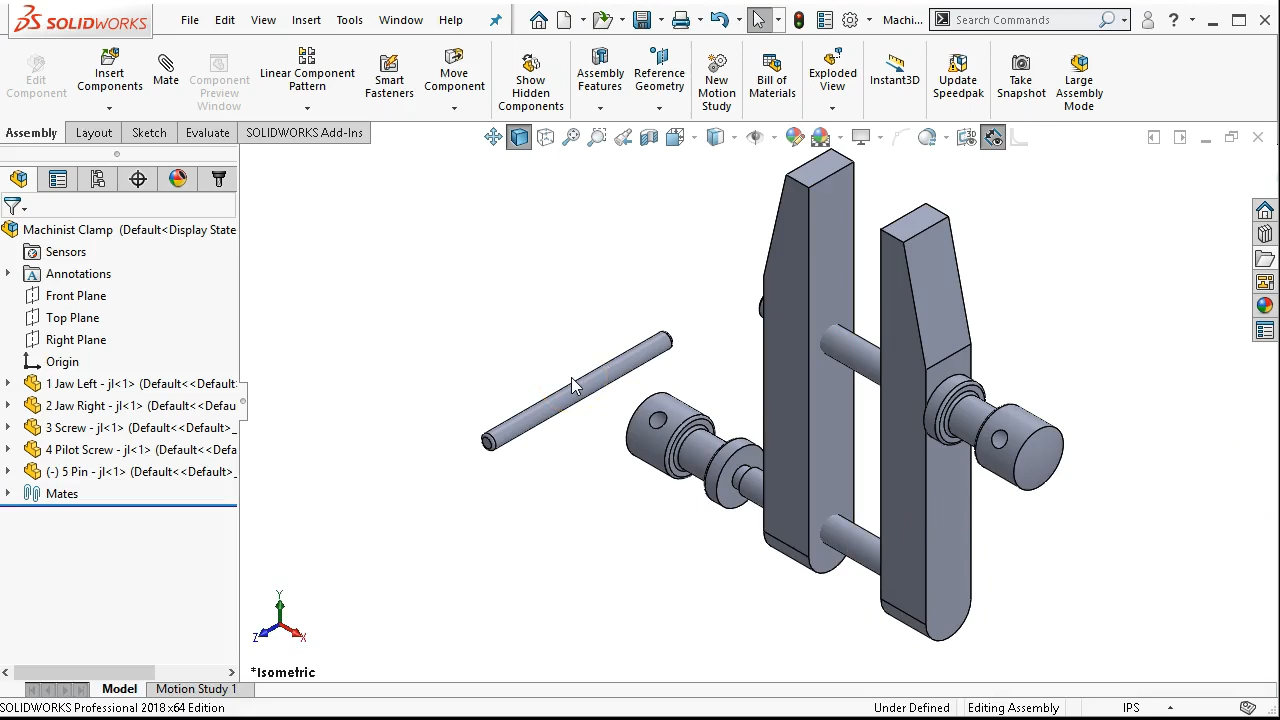 SOLIDWORKS File Edit View Insert Tools Window Help Machi... Search Commands
Edit Component
Insert Components
Mate
Component Preview Window
Linear Component Pattern
Smart Fasteners
Move Component
Show Hidden Components
Assembly Features
Reference Geometry
New Motion Study
Bill of Materials
Exploded View
Instant3D
Update Speedpak
Take Snapshot
Large Assembly Mode
Assembly Layout Sketch Evaluate SOLIDWORKS Add-Ins
Machinist Clamp (Default<Display State
Sensors
Annotations
Front Plane
Top Plane
Right Plane
Origin
1 Jaw Left - jl<1> (Default<<Default
2 Jaw Right - jl<1> (Default<<Defau
3 Screw - jl<1> (Default<<Default>_
4 Pilot Screw - jl<1> (Default<<Defa
(-) 5 Pin - jl<1> (Default<<Default>_
Mates
Y
Z
X
*Isometric
Model Motion Study 1
SOLIDWORKS Professional 2018 x64 Edition Under Defined Editing Assembly IPS